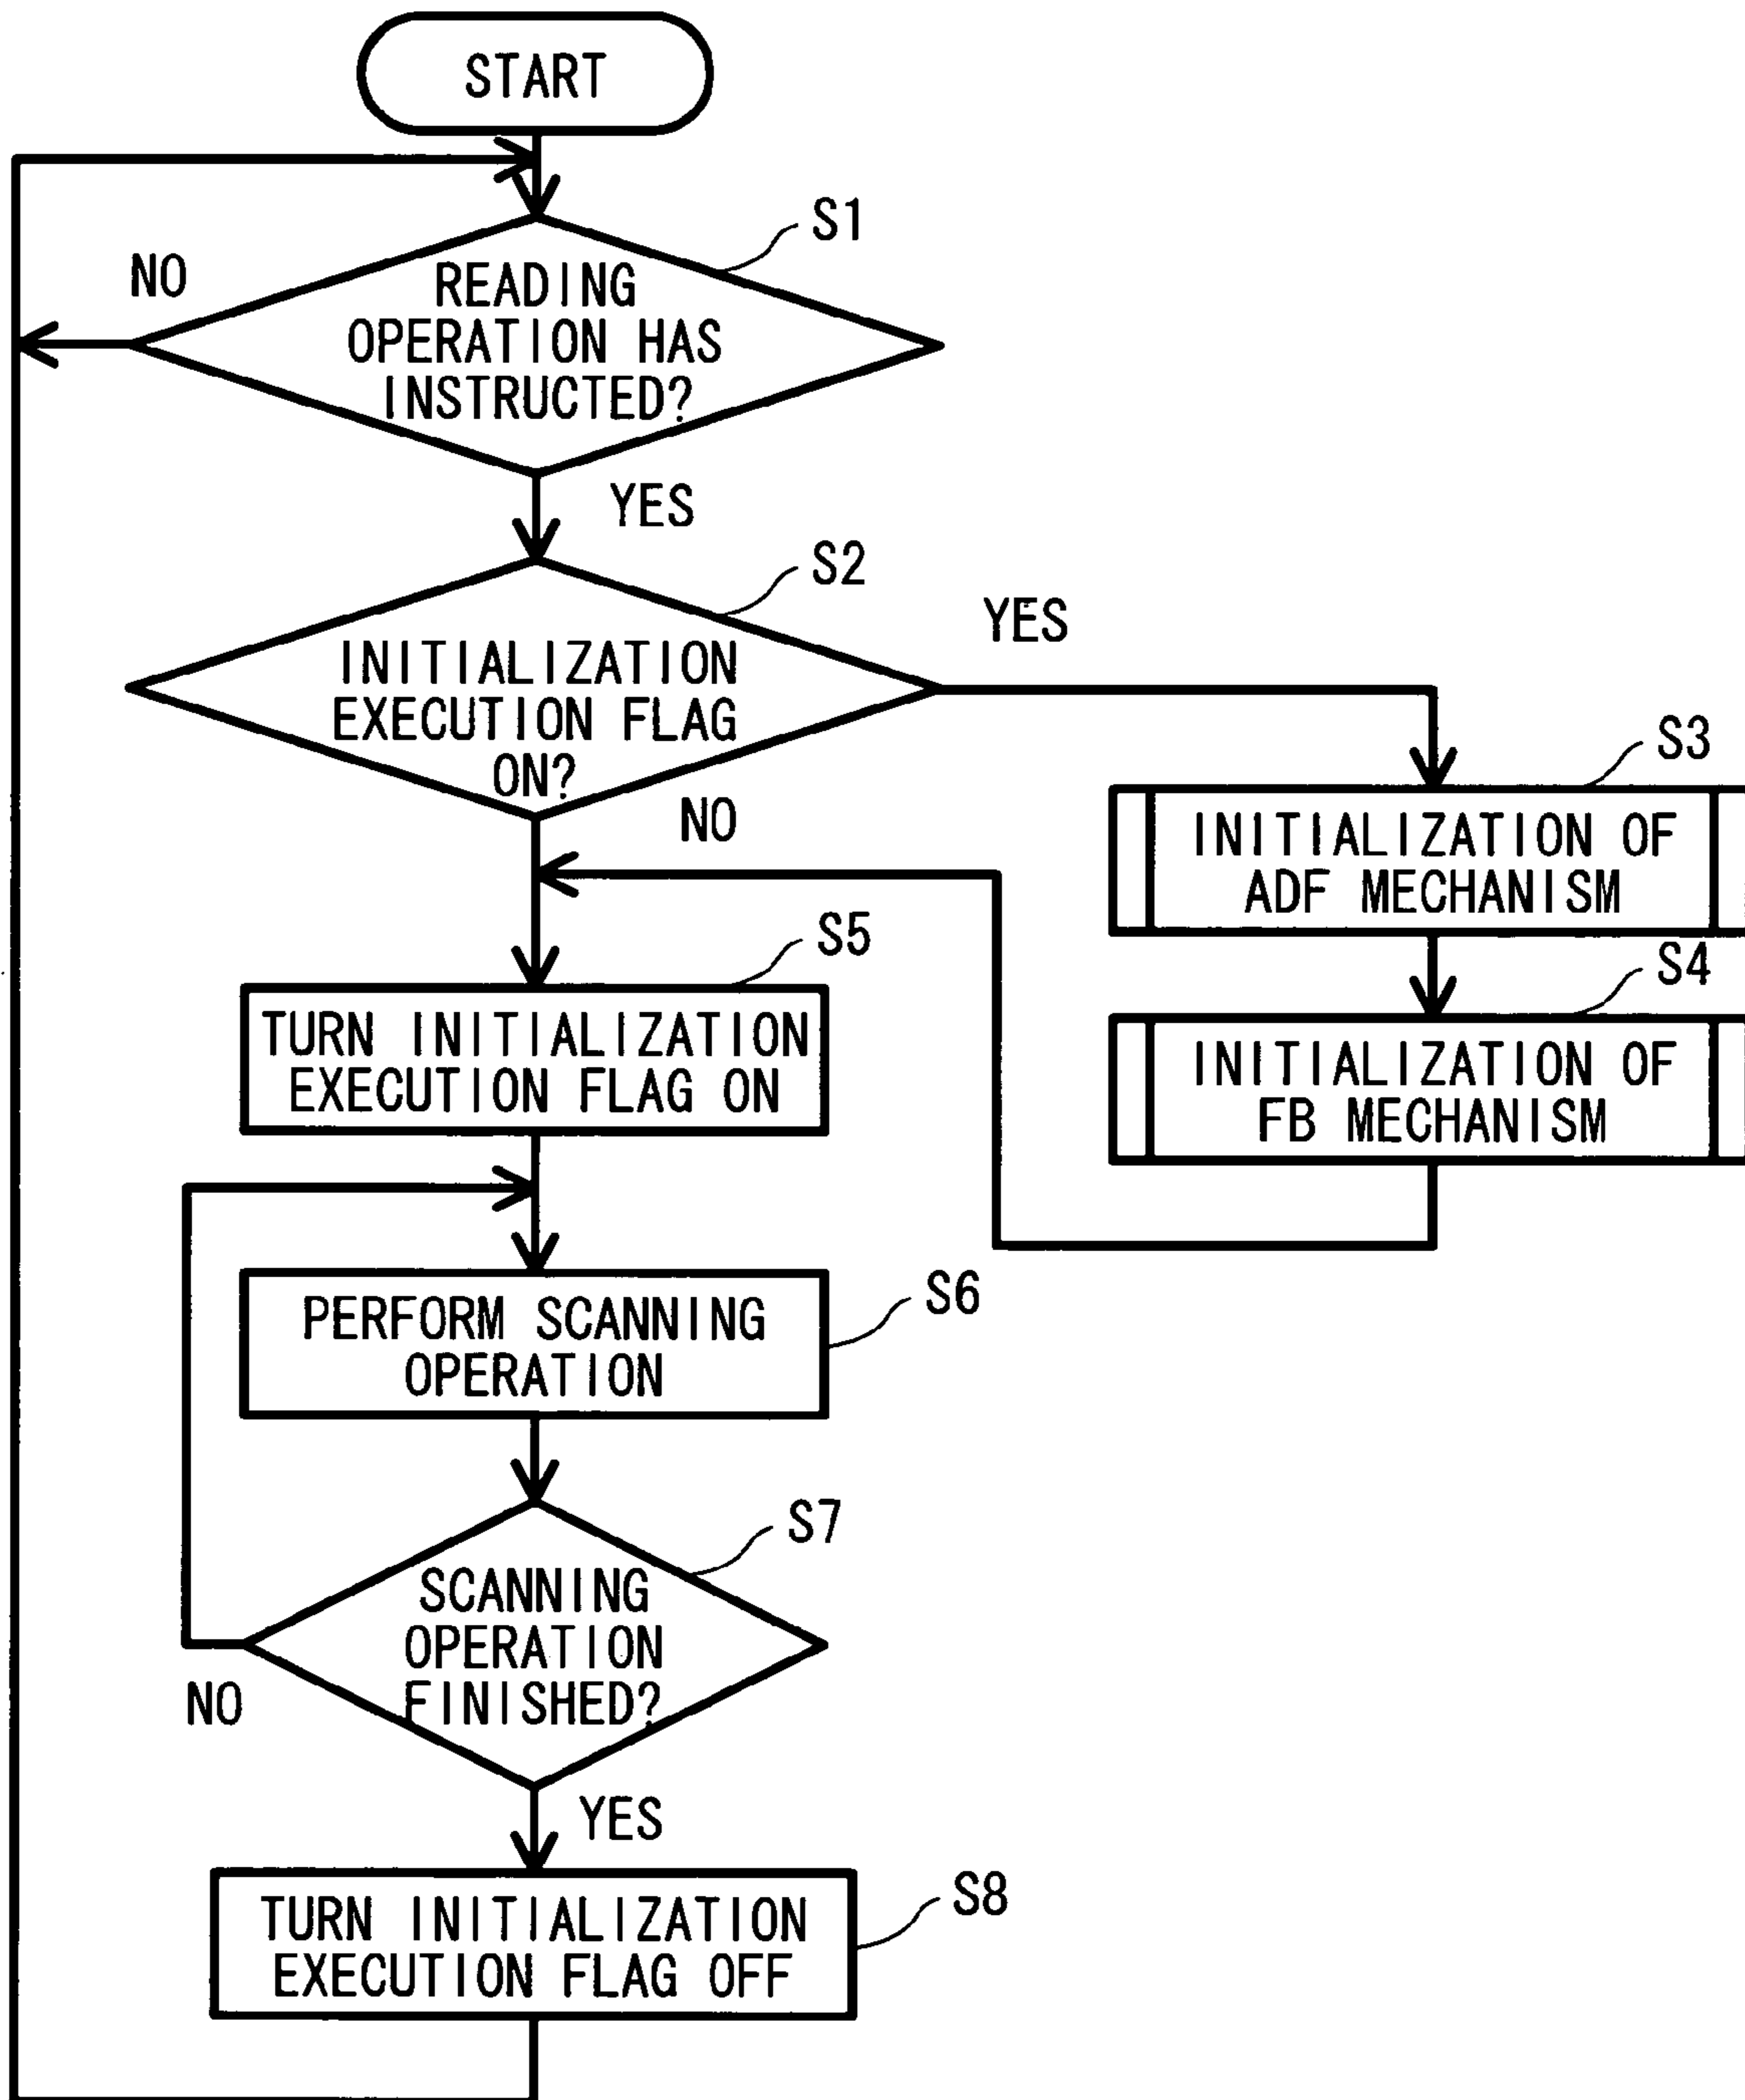 START
S1
NO
READING
OPERATION HAS
INSTRUCTED?
YES
S2
YES
INITIALIZATION
EXECUTION FLAG
ON?
NO
S3
INITIALIZATION OF
ADF MECHANISM
S4
INITIALIZATION OF
FB MECHANISM
S5
TURN INITIALIZATION
EXECUTION FLAG ON
S6
PERFORM SCANNING
OPERATION
S7
SCANNING
OPERATION
FINISHED?
NO
YES
S8
TURN INITIALIZATION
EXECUTION FLAG OFF